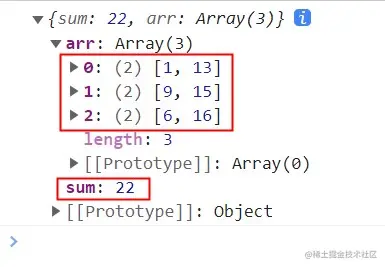 {sum: 22, arr: Array(3)} i
arr: Array(3)
0: (2) [1, 13]
1: (2) [9, 15]
2: (2) [6, 16]
length: 3
[[Prototype]]: Array(0)
sum: 22
[[Prototype]]: Object
@稀土掘金技术社区